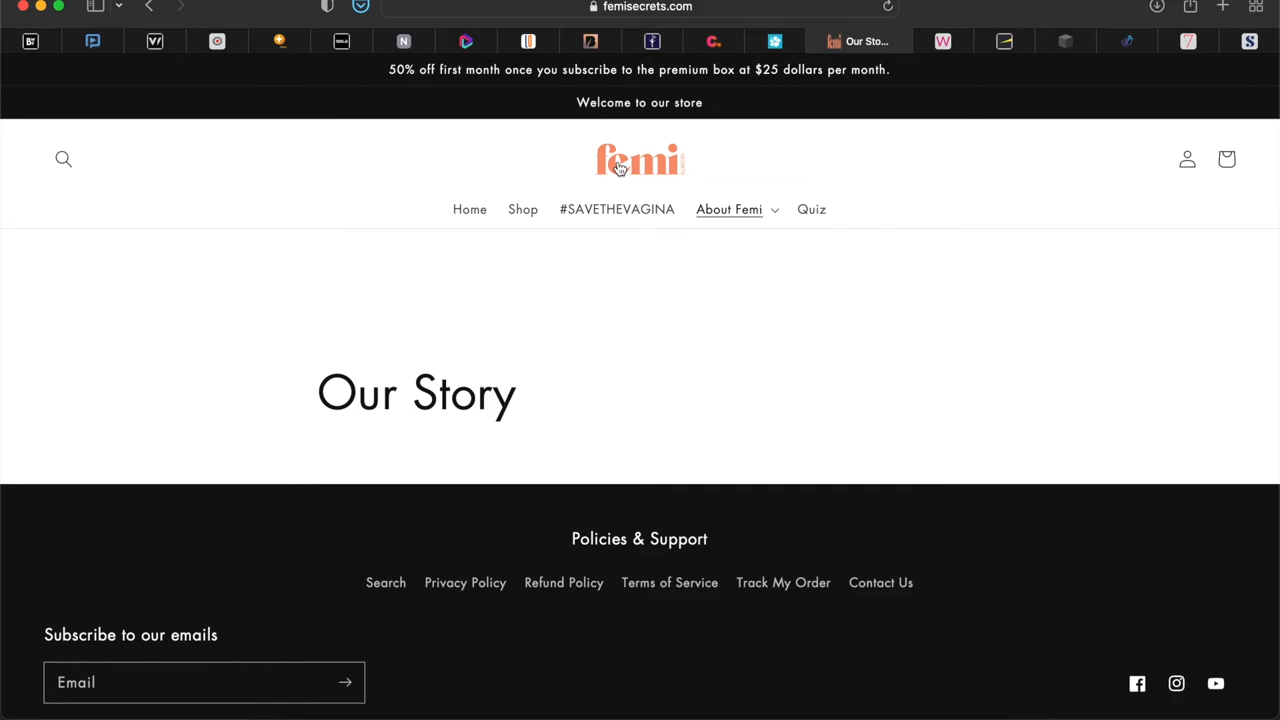 femisecrets.com
Our Sto...
50% off first month once you subscribe to the premium box at $25 dollars per month.
Welcome to our store
femi
Home Shop #SAVETHEVAGINA About Femi Quiz
Our Story
Policies & Support
Search Privacy Policy Refund Policy Terms of Service Track My Order Contact Us
Subscribe to our emails
Email